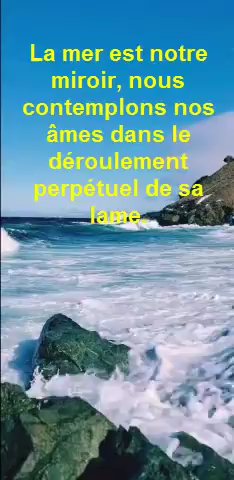 La mer est notre
miroir, nous
contemplons nos
âmes dans le
déroulement
perpétuel de sa
lame.